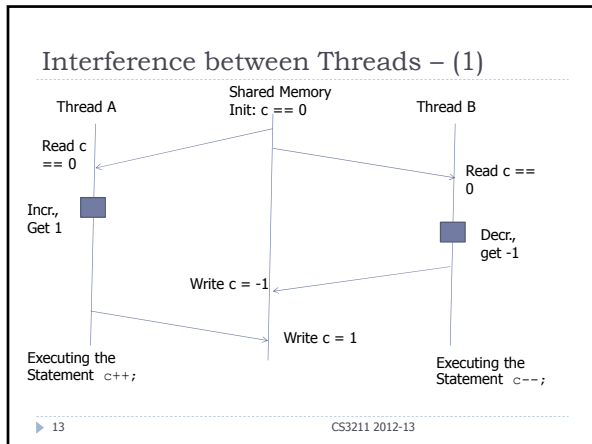 Interference between Threads – (1)
Shared Memory
Init: c == 0
Thread A
Thread B
Read c
== 0
Read c ==
0
Incr.,
Get 1
Decr.,
get -1
Write c = -1
Write c = 1
Executing the
Statement c++;
Executing the
Statement c--;
13
CS3211 2012-13